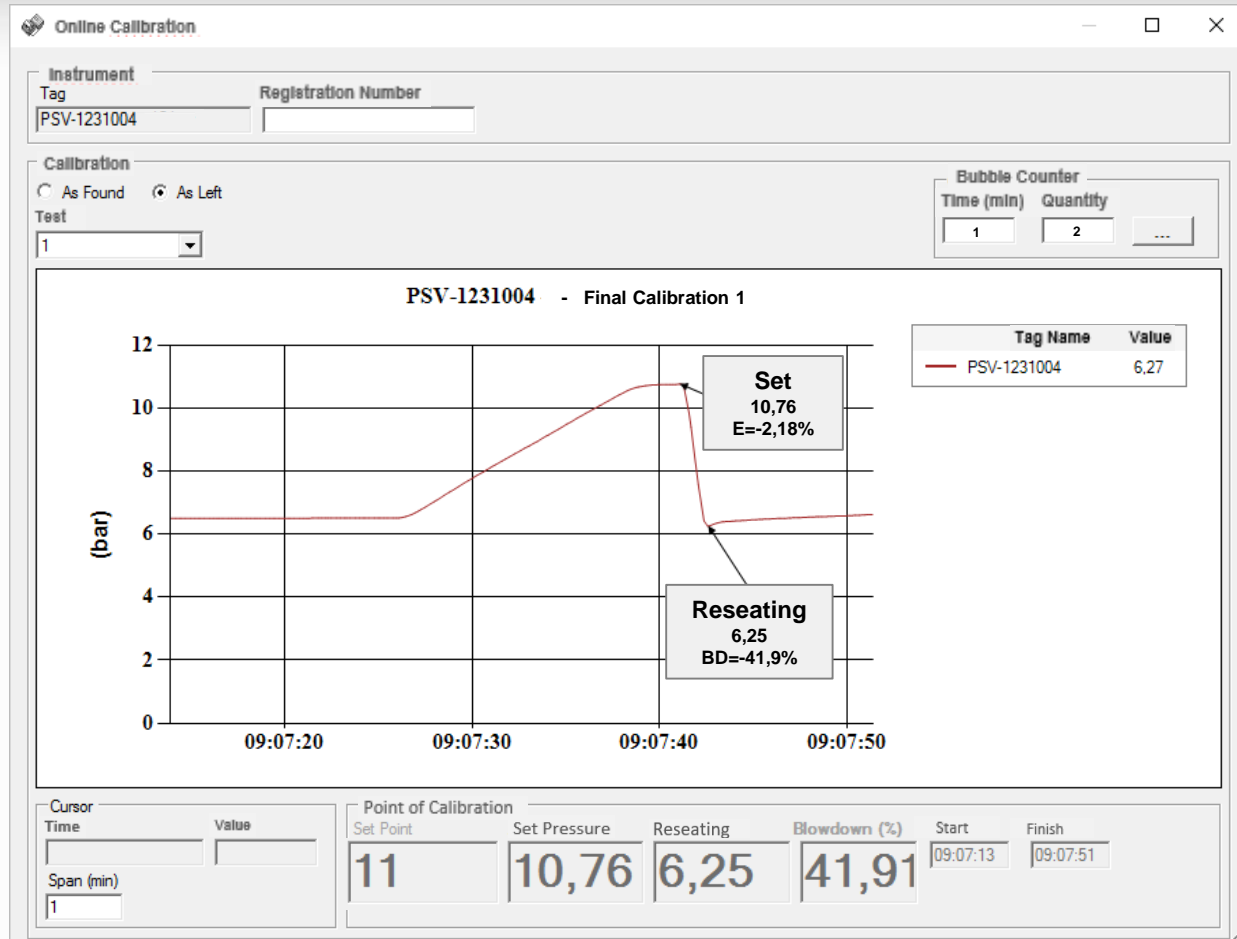 Online Calibration
Instrument
Tag
Registration Number
PSV-1231004
Calibration
As Found
As Left
Test
1
Bubble Counter
Time (min)
Quantity
1
2
...
PSV-1231004 - Final Calibration 1
Tag Name
Value
PSV-1231004
6,27
12
10
8
6
4
2
0
(bar)
Set
10,76
E=-2,18%
Reseating
6,25
BD=-41,9%
09:07:20
09:07:30
09:07:40
09:07:50
Cursor
Time
Value
Span (min)
1
Point of Calibration
Set Point
Set Pressure
Reseating
Blowdown (%)
Start
Finish
11
10,76
6,25
41,91
09:07:13
09:07:51